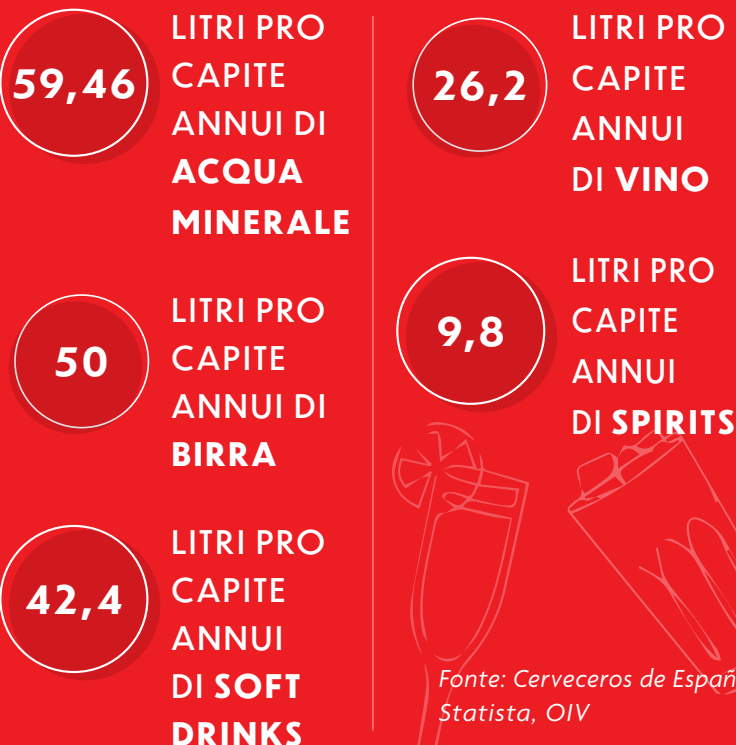 59,46
LITRI PRO
CAPITE
ANNUI DI
ACQUA
MINERALE
50
LITRI PRO
CAPITE
ANNUI DI
BIRRA
42,4
LITRI PRO
CAPITE
ANNUI
DI SOFT
DRINKS
26,2
LITRI PRO
CAPITE
ANNUI
DI VINO
9,8
LITRI PRO
CAPITE
ANNUI
DI SPIRITS
Fonte: Cerveceros de Españ
Statista, OIV